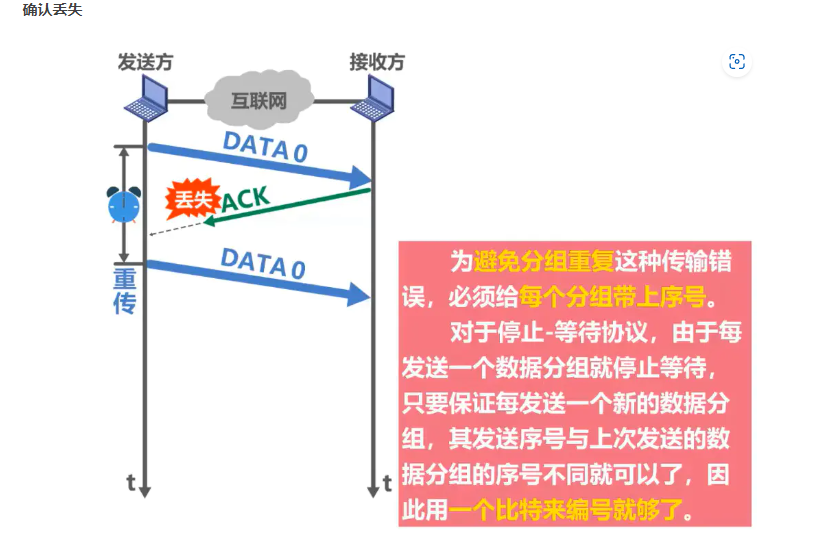 确认丢失
发送方
接收方
互联网
DATA 0
丢失
ACK
DATA 0
重
传
t
t
为避免分组重复这种传输错
误，必须给每个分组带上序号。
对于停止-等待协议，由于每
发送一个数据分组就停止等待，
只要保证每发送一个新的数据分
组，其发送序号与上次发送的数
据分组的序号不同就可以了，因
此用一个比特来编号就够了。